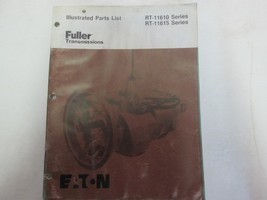 Illustrated Parts List
RT-11610 Series
RT-11615 Series
Fuller
Transmissions
EATON